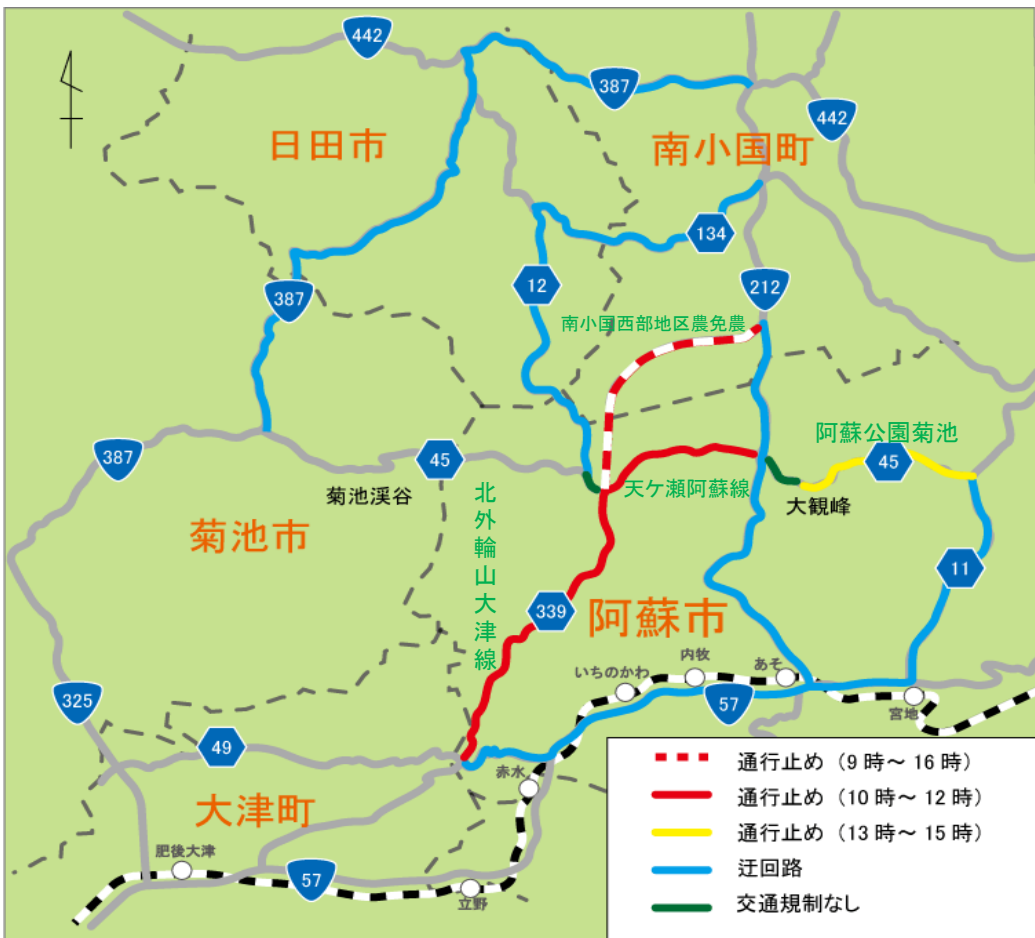 442
387
442
日田市
南小国町
134
12
212
387
南小国西部地区農免農
阿蘇公園菊池
387
45
45
天ケ瀬阿蘇線
菊池渓谷
大観峰
北外輪山大津線
菊池市
11
339
阿蘇市
内牧
いちのかわ
あそ
325
57
宮地
49
赤水
大津町
肥後大津
57
立野
通行止め（9時～16時）
通行止め（10時～12時）
通行止め（13時～15時）
迂回路
交通規制なし